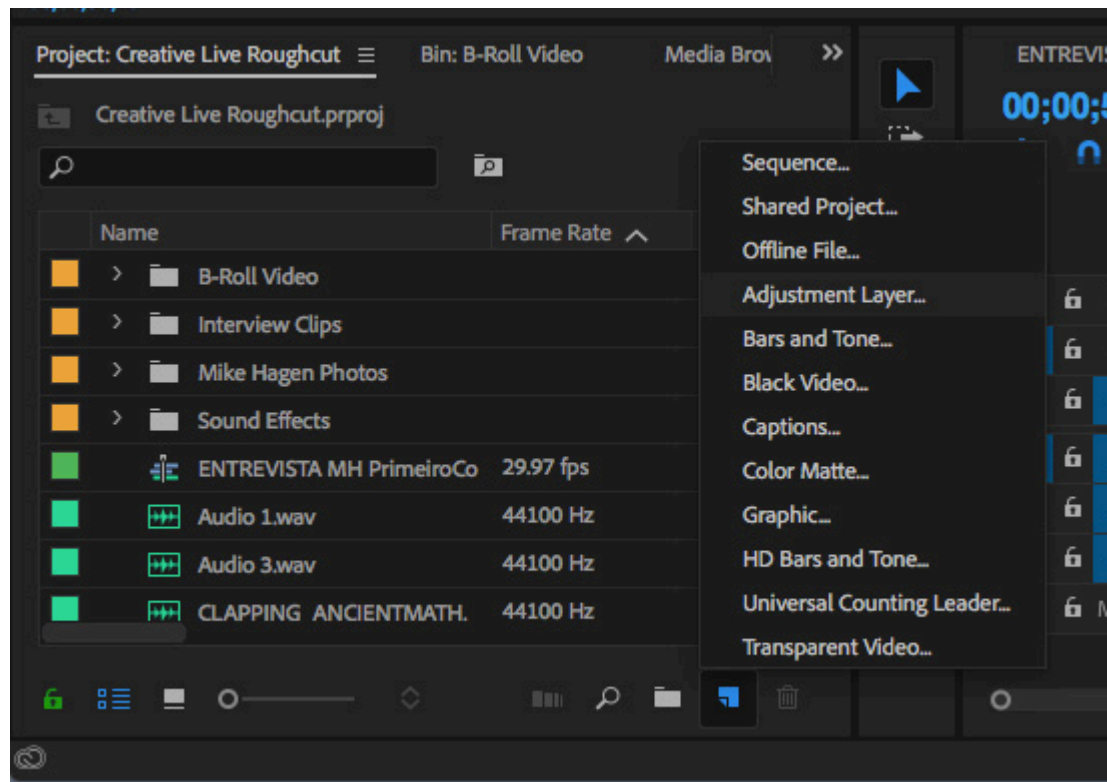 Project: Creative Live Roughcut
Bin: B-Roll Video
Media
ENTREVIS
Creative Live Roughcut.prproj
00;00;
Name
Frame Rate
B-Roll Video
Interview Clips
Mike Hagen Photos
Sound Effects
ENTREVISTA MH PrimeiroCo 29.97 fps
Audio 1.wav 44100 Hz
Audio 3.wav 44100 Hz
CLAPPING ANCIENTMATH. 44100 Hz
Sequence...
Shared Project...
Offline File...
Adjustment Layer...
Bars and Tone...
Black Video...
Captions...
Color Matte...
Graphic...
HD Bars and Tone...
Universal Counting Leader...
Transparent Video...